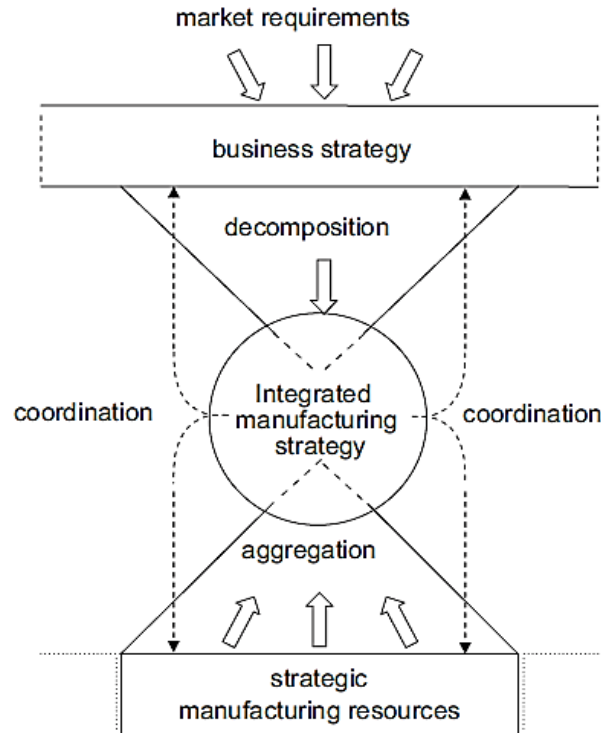 market requirements
business strategy
decomposition
Integrated
manufacturing
strategy
coordination
coordination
aggregation
strategic
manufacturing resources